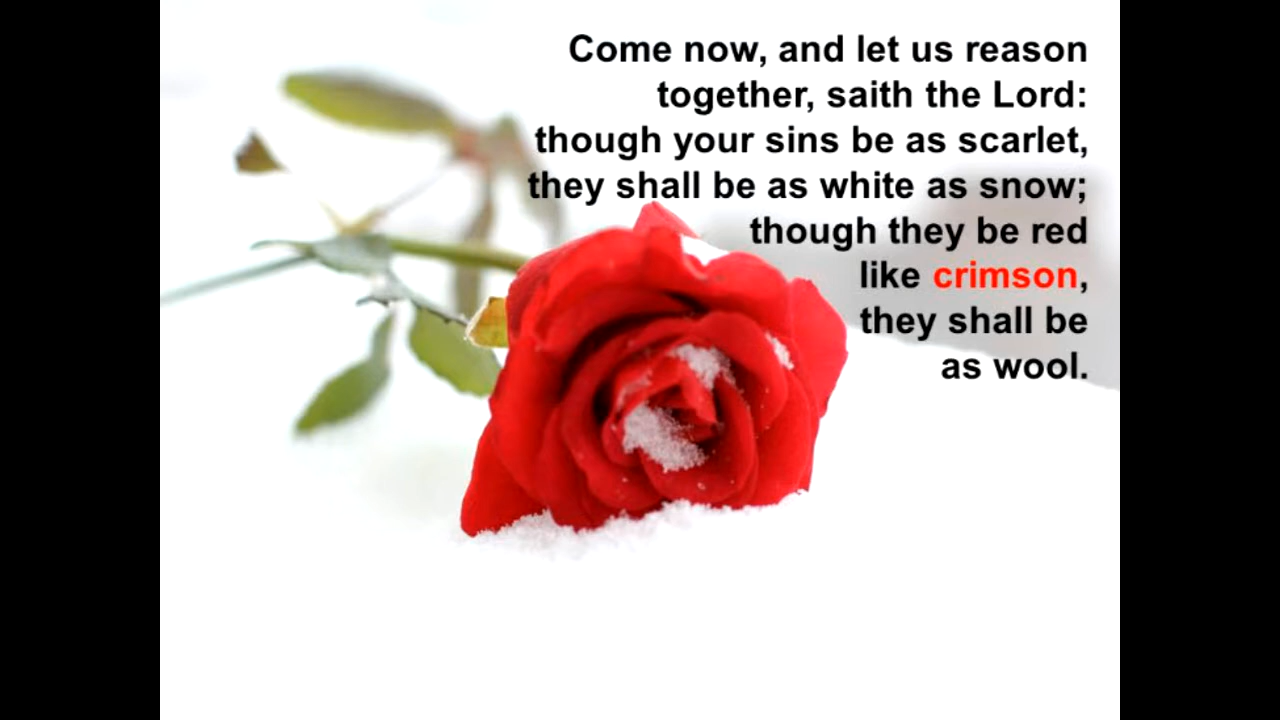 Come now, and let us reason
together, saith the Lord:
though your sins be as scarlet,
they shall be as white as snow;
though they be red
like crimson,
they shall be
as wool.